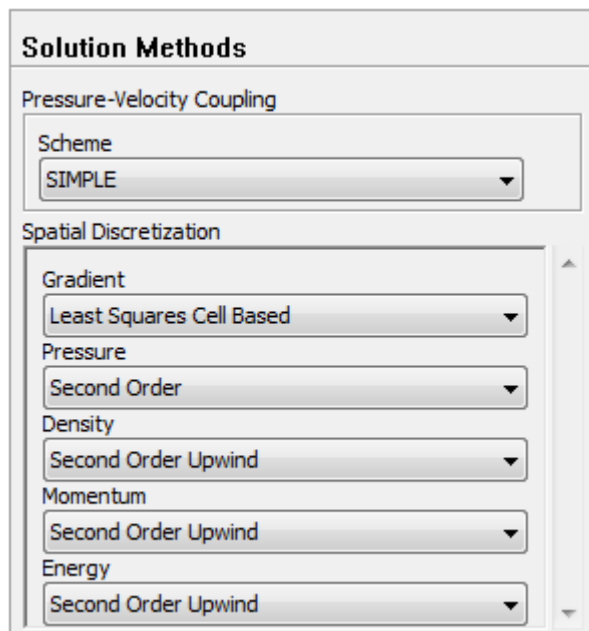 Solution Methods
Pressure-Velocity Coupling
Scheme
SIMPLE
Spatial Discretization
Gradient
Least Squares Cell Based
Pressure
Second Order
Density
Second Order Upwind
Momentum
Second Order Upwind
Energy
Second Order Upwind